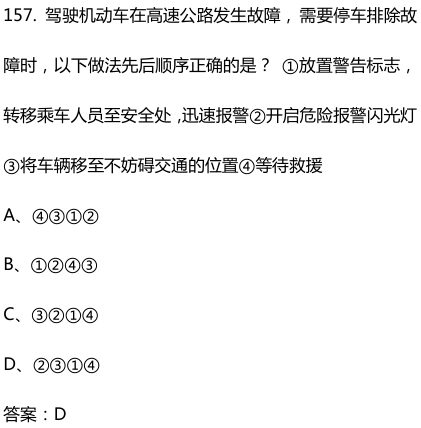 157. 驾驶机动车在高速公路发生故障，需要停车排除故
障时，以下做法先后顺序正确的是？ ①放置警告标志，
转移乘车人员至安全处，迅速报警②开启危险报警闪光灯
③将车辆移至不妨碍交通的位置④等待救援
A、④③①②
B、①②④③
C、③②①④
D、②③①④
答案：D